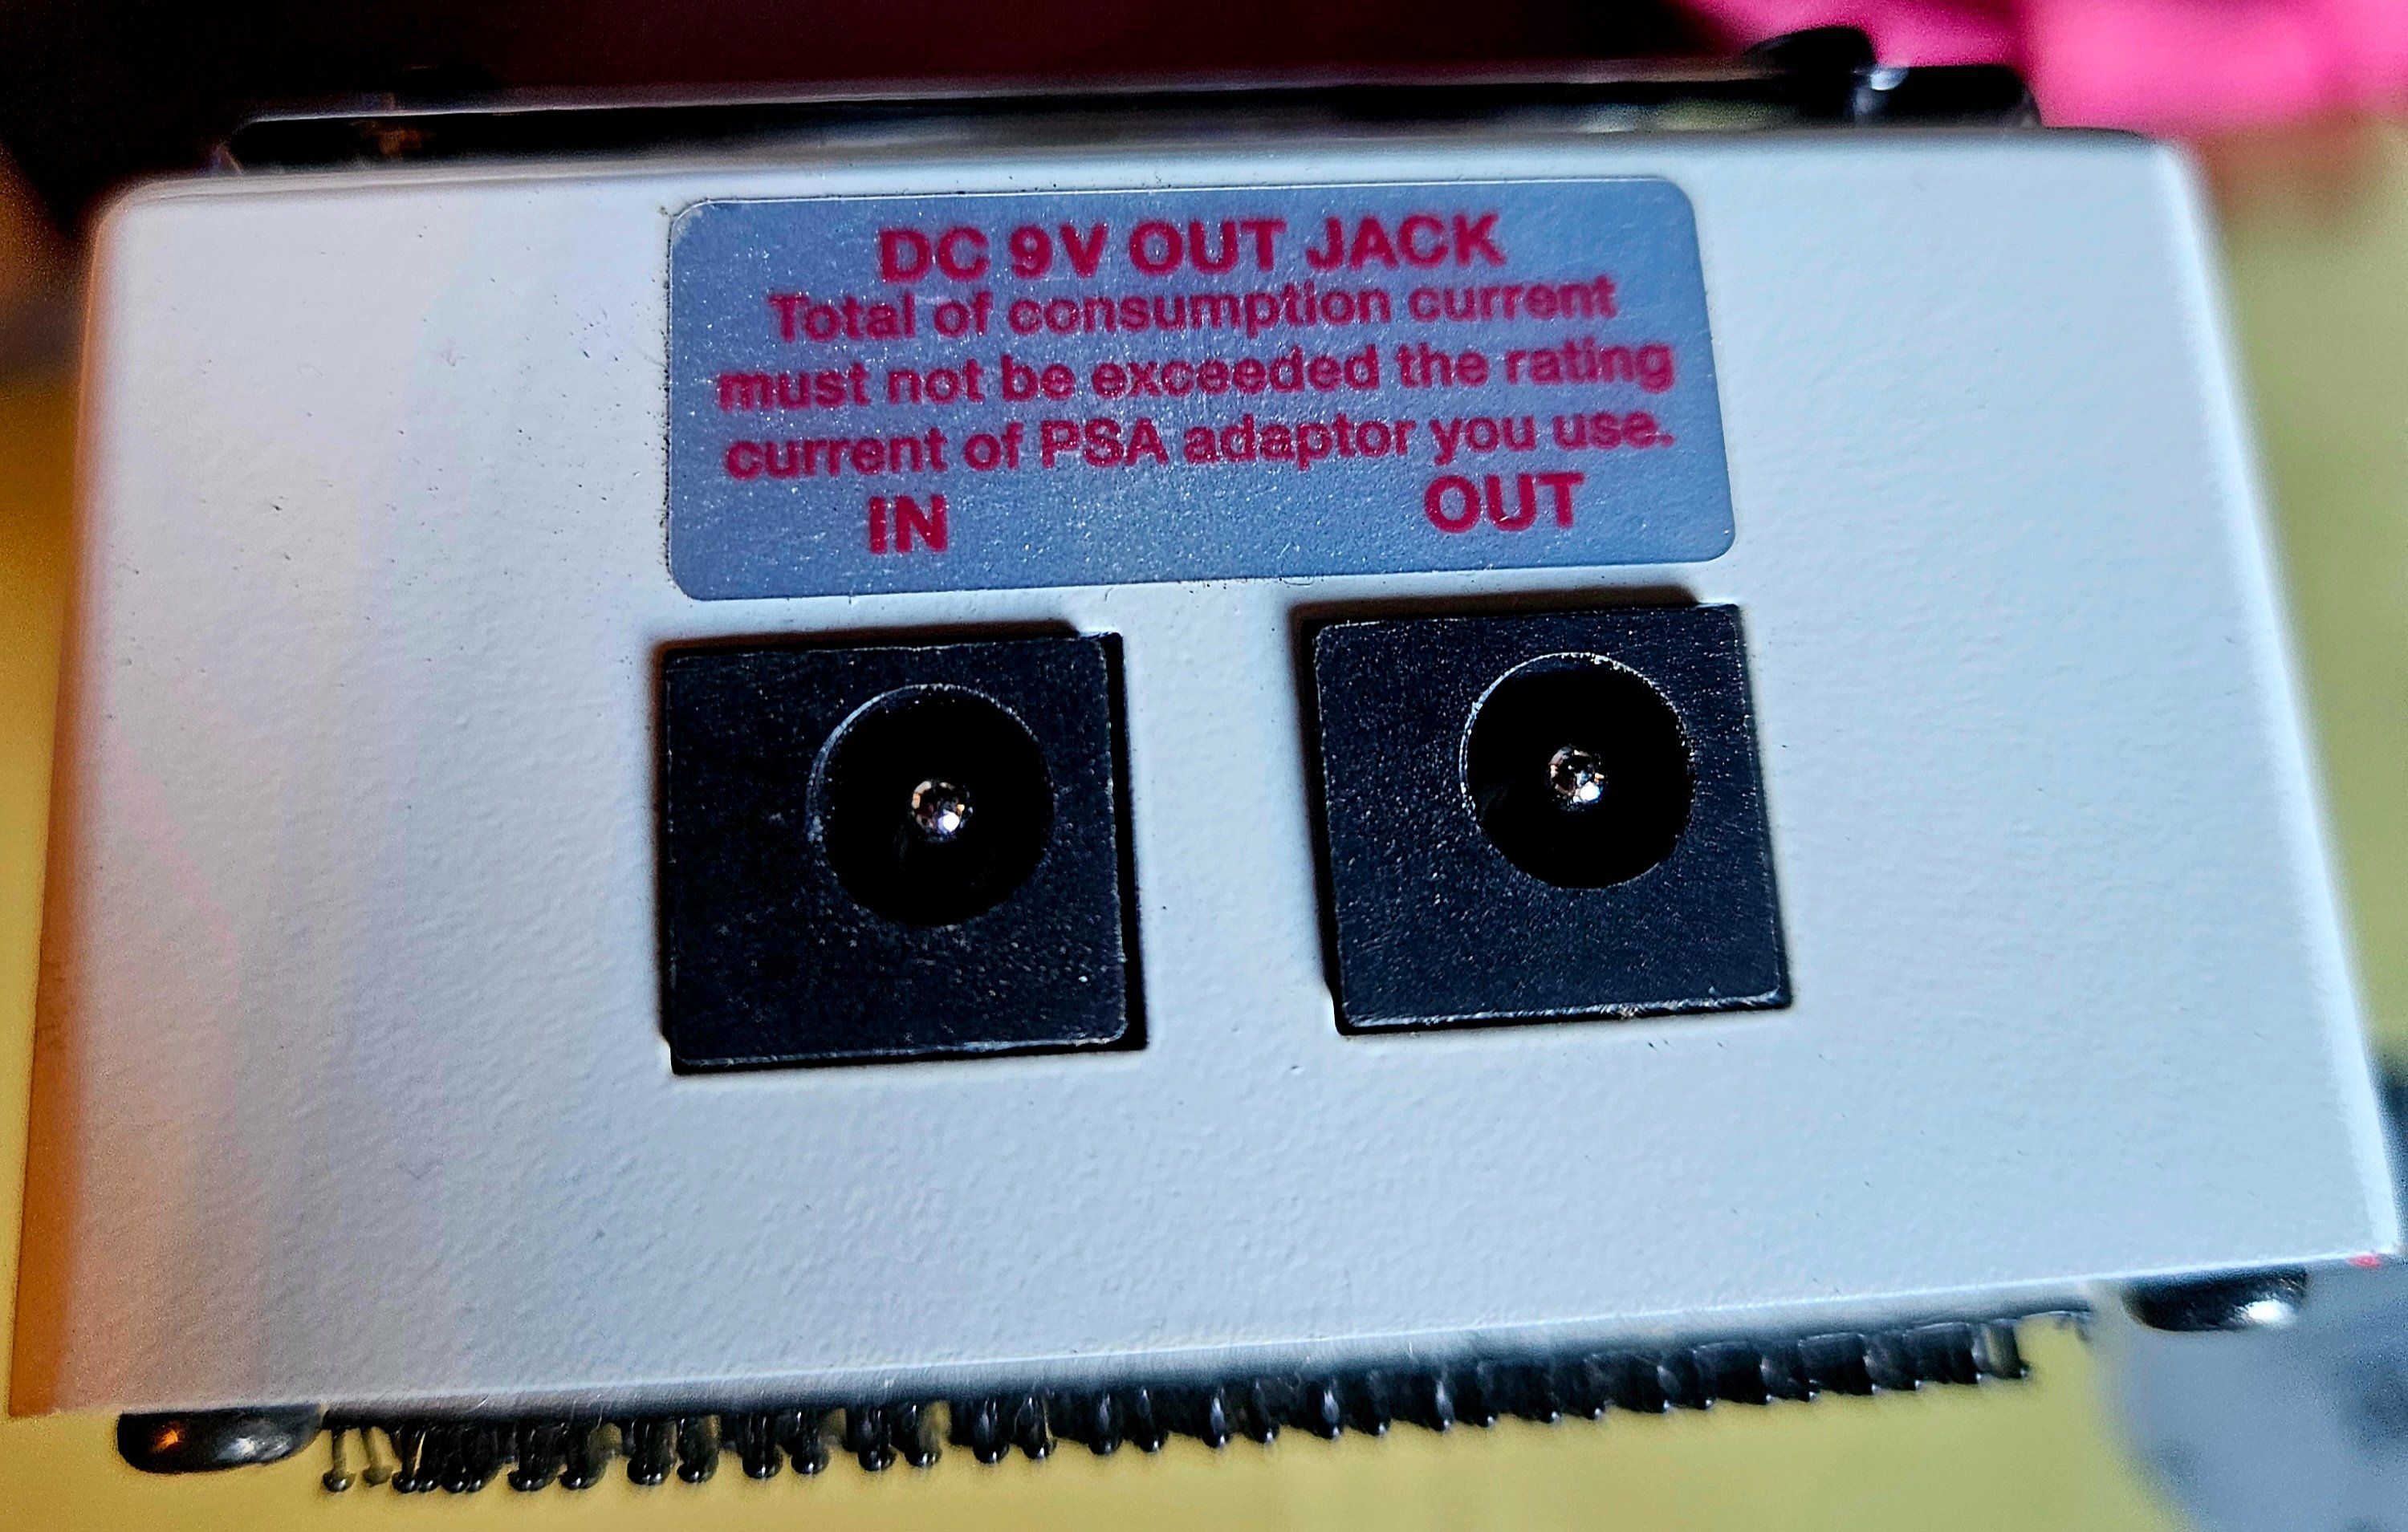 DC 9V OUT JACK
Total of consumption current
must not be exceeded the rating
current of PSA adaptor you use.
IN OUT